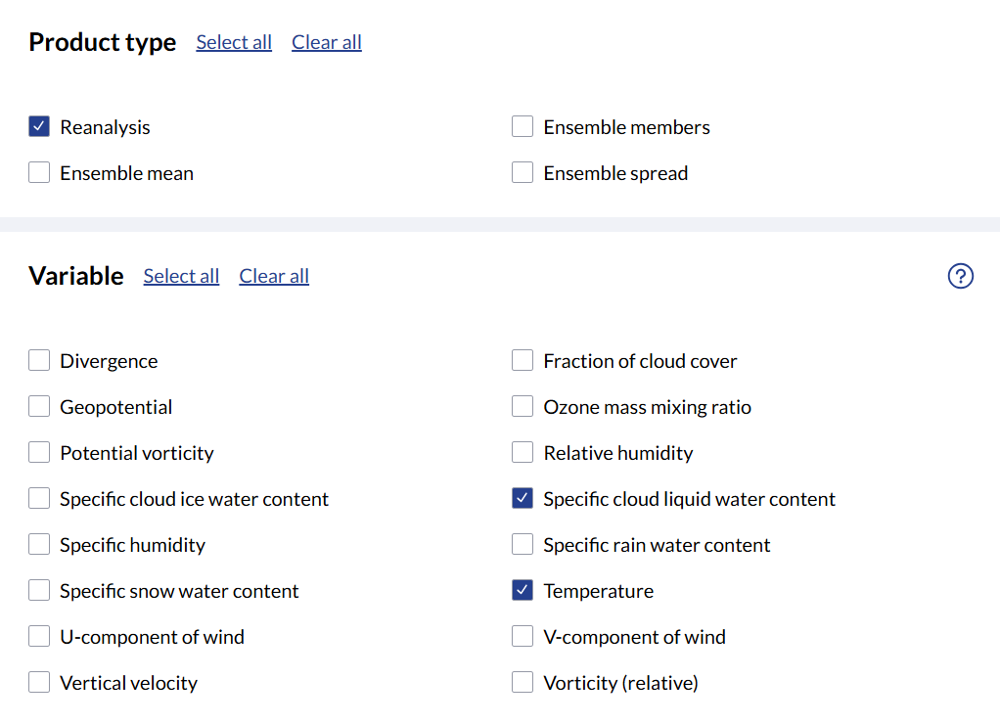 Product type Select all Clear all
Reanalysis Ensemble members
Ensemble mean Ensemble spread
Variable Select all Clear all ?
Divergence Fraction of cloud cover
Geopotential Ozone mass mixing ratio
Potential vorticity Relative humidity
Specific cloud ice water content Specific cloud liquid water content
Specific humidity Specific rain water content
Specific snow water content Temperature
U-component of wind V-component of wind
Vertical velocity Vorticity (relative)